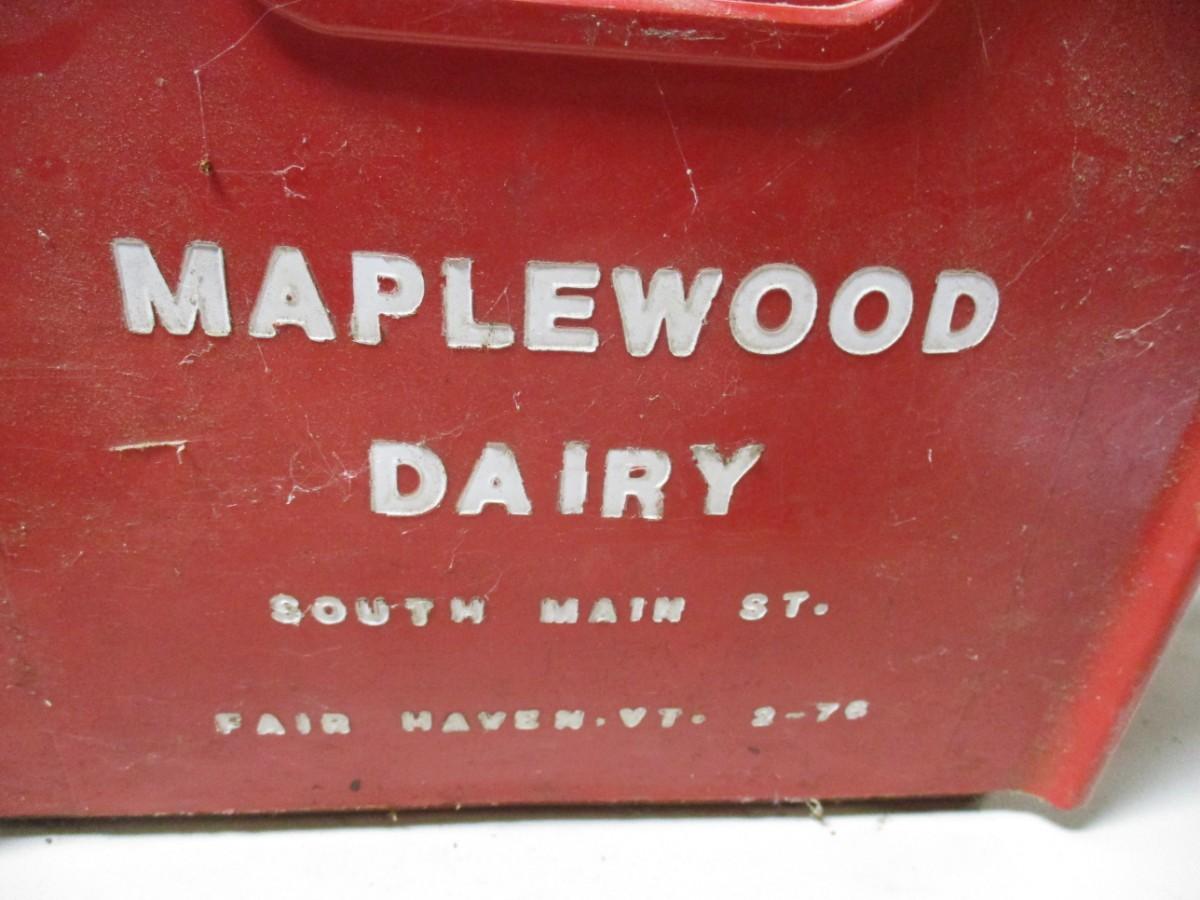 MAPLEWOOD
DAIRY
SOUTH MAIN ST.
FAIR HAVEN.VT. 2-76